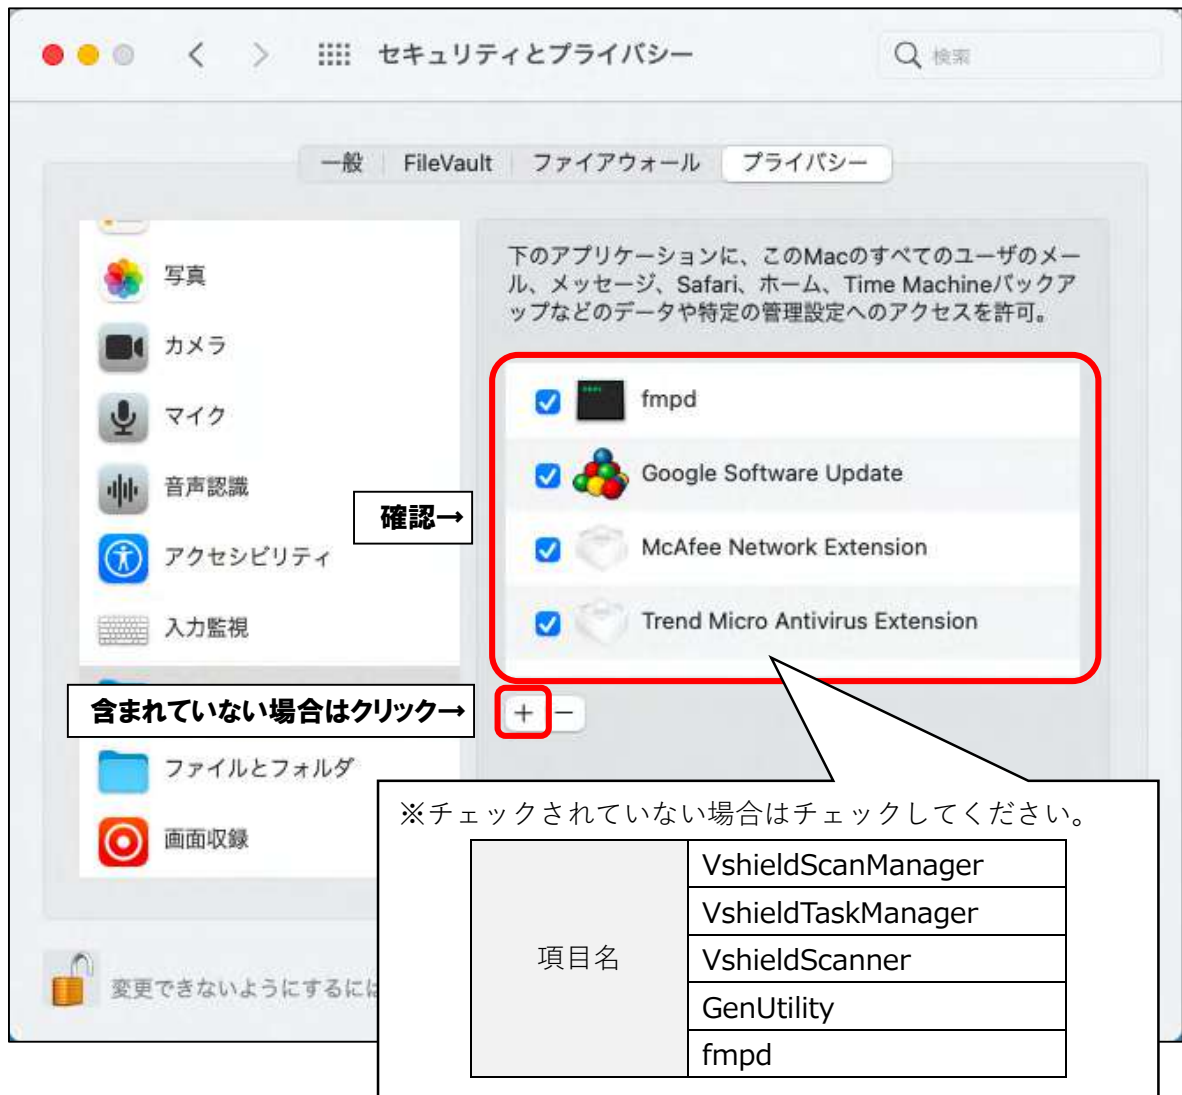 セキュリティとプライバシー
検索
一般
FileVault
ファイアウォール
プライバシー
写真
カメラ
マイク
音声認識
アクセシビリティ
入力監視
ファイルとフォルダ
画面収録
下のアプリケーションに、このMacのすべてのユーザのメー
ル、メッセージ、Safari、ホーム、Time Machineバックア
ップなどのデータや特定の管理設定へのアクセスを許可。
fmpd
Google Software Update
確認→
McAfee Network Extension
Trend Micro Antivirus Extension
含まれていない場合はクリック→
+ −
※チェックされていない場合はチェックしてください。
項目名
VshieldScanManager
VshieldTaskManager
VshieldScanner
GenUtility
fmpd
変更できないようにするには